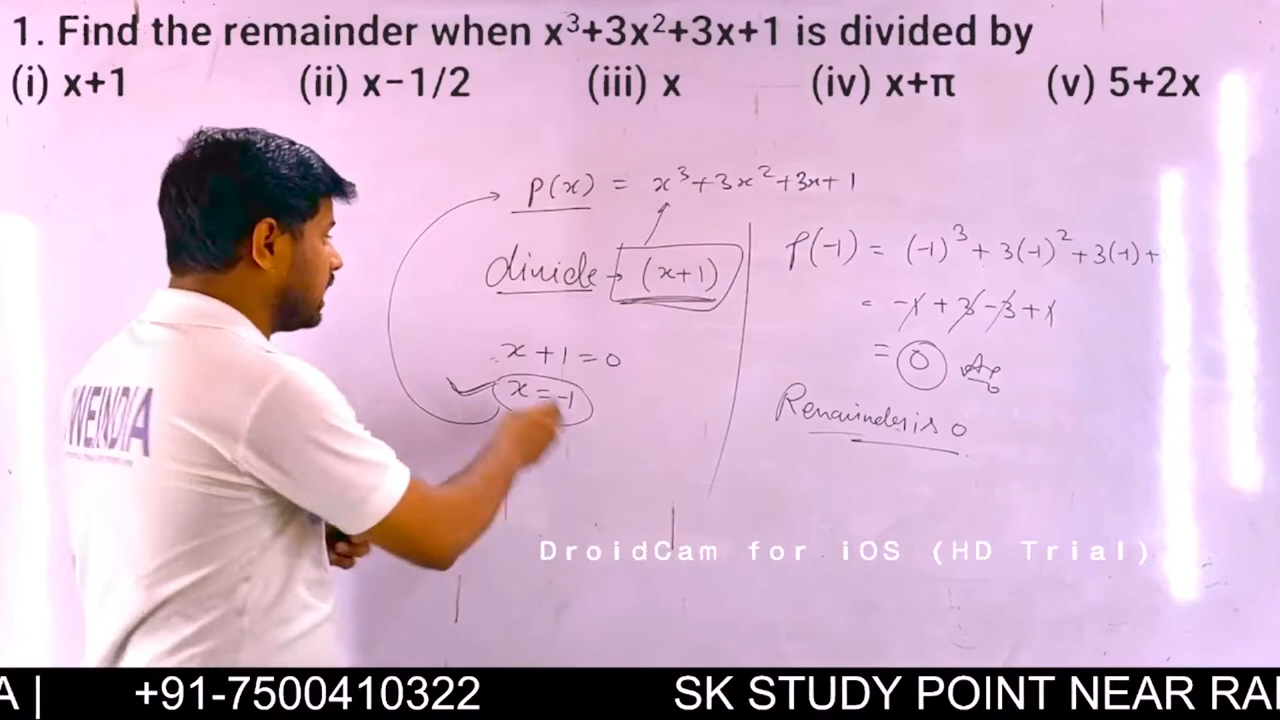 1. Find the remainder when x³+3x²+3x+1 is divided by
(i) x+1 (ii) x-1/2 (iii) x (iv) x+π (v) 5+2x
p(x) = x³+3x²+3x+1
divide → (x+1)
x+1=0
x=-1
P(-1) = (-1)³ + 3(-1)² + 3(-1) +
= -1 + 3 - 3 + 1
= 0
Remainder is 0
WEINDIA
DroidCam for iOS (HD Trial)
A | +91-7500410322 SK STUDY POINT NEAR RA